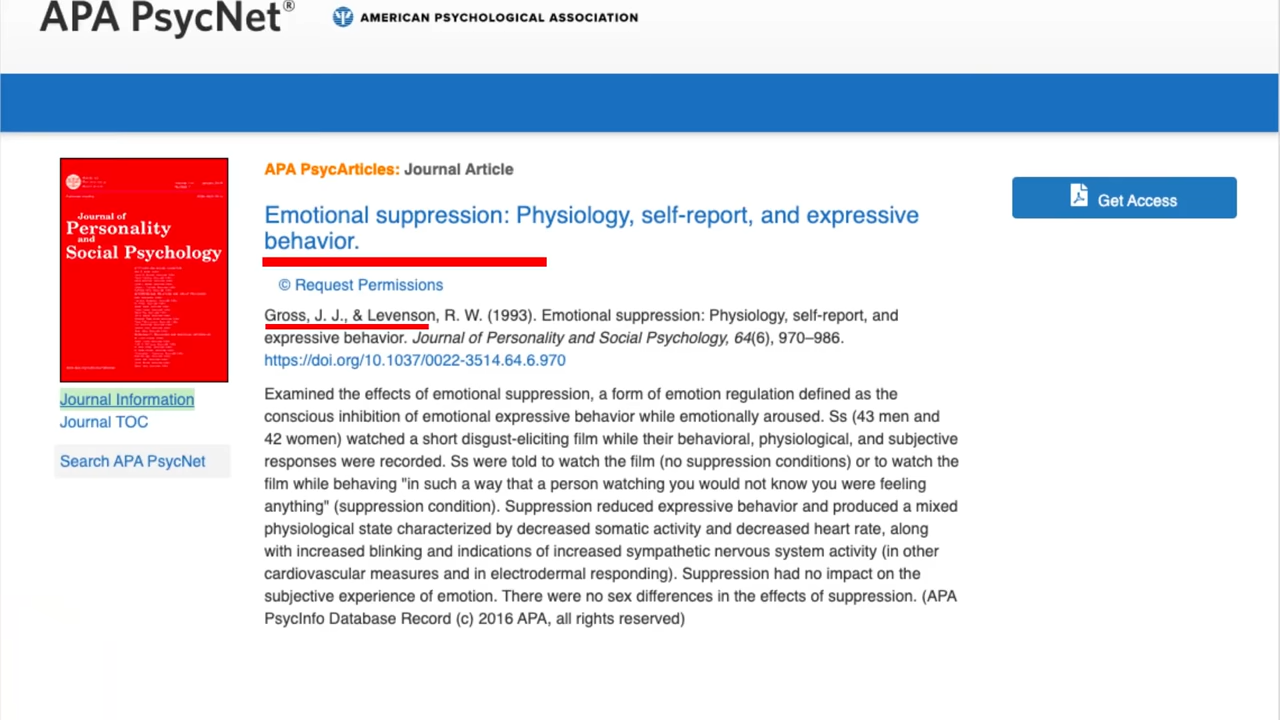 APA PsycNet®
AMERICAN PSYCHOLOGICAL ASSOCIATION
Journal of
Personality
and
Social Psychology
Journal Information
Journal TOC
Search APA PsycNet
APA PsycArticles: Journal Article
Emotional suppression: Physiology, self-report, and expressive
behavior.
© Request Permissions
Gross, J. J., & Levenson, R. W. (1993). Emotional suppression: Physiology, self-report, and
expressive behavior. Journal of Personality and Social Psychology, 64(6), 970–986.
https://doi.org/10.1037/0022-3514.64.6.970
Examined the effects of emotional suppression, a form of emotion regulation defined as the
conscious inhibition of emotional expressive behavior while emotionally aroused. Ss (43 men and
42 women) watched a short disgust-eliciting film while their behavioral, physiological, and subjective
responses were recorded. Ss were told to watch the film (no suppression conditions) or to watch the
film while behaving "in such a way that a person watching you would not know you were feeling
anything" (suppression condition). Suppression reduced expressive behavior and produced a mixed
physiological state characterized by decreased somatic activity and decreased heart rate, along
with increased blinking and indications of increased sympathetic nervous system activity (in other
cardiovascular measures and in electrodermal responding). Suppression had no impact on the
subjective experience of emotion. There were no sex differences in the effects of suppression. (APA
PsycInfo Database Record (c) 2016 APA, all rights reserved)
Get Access